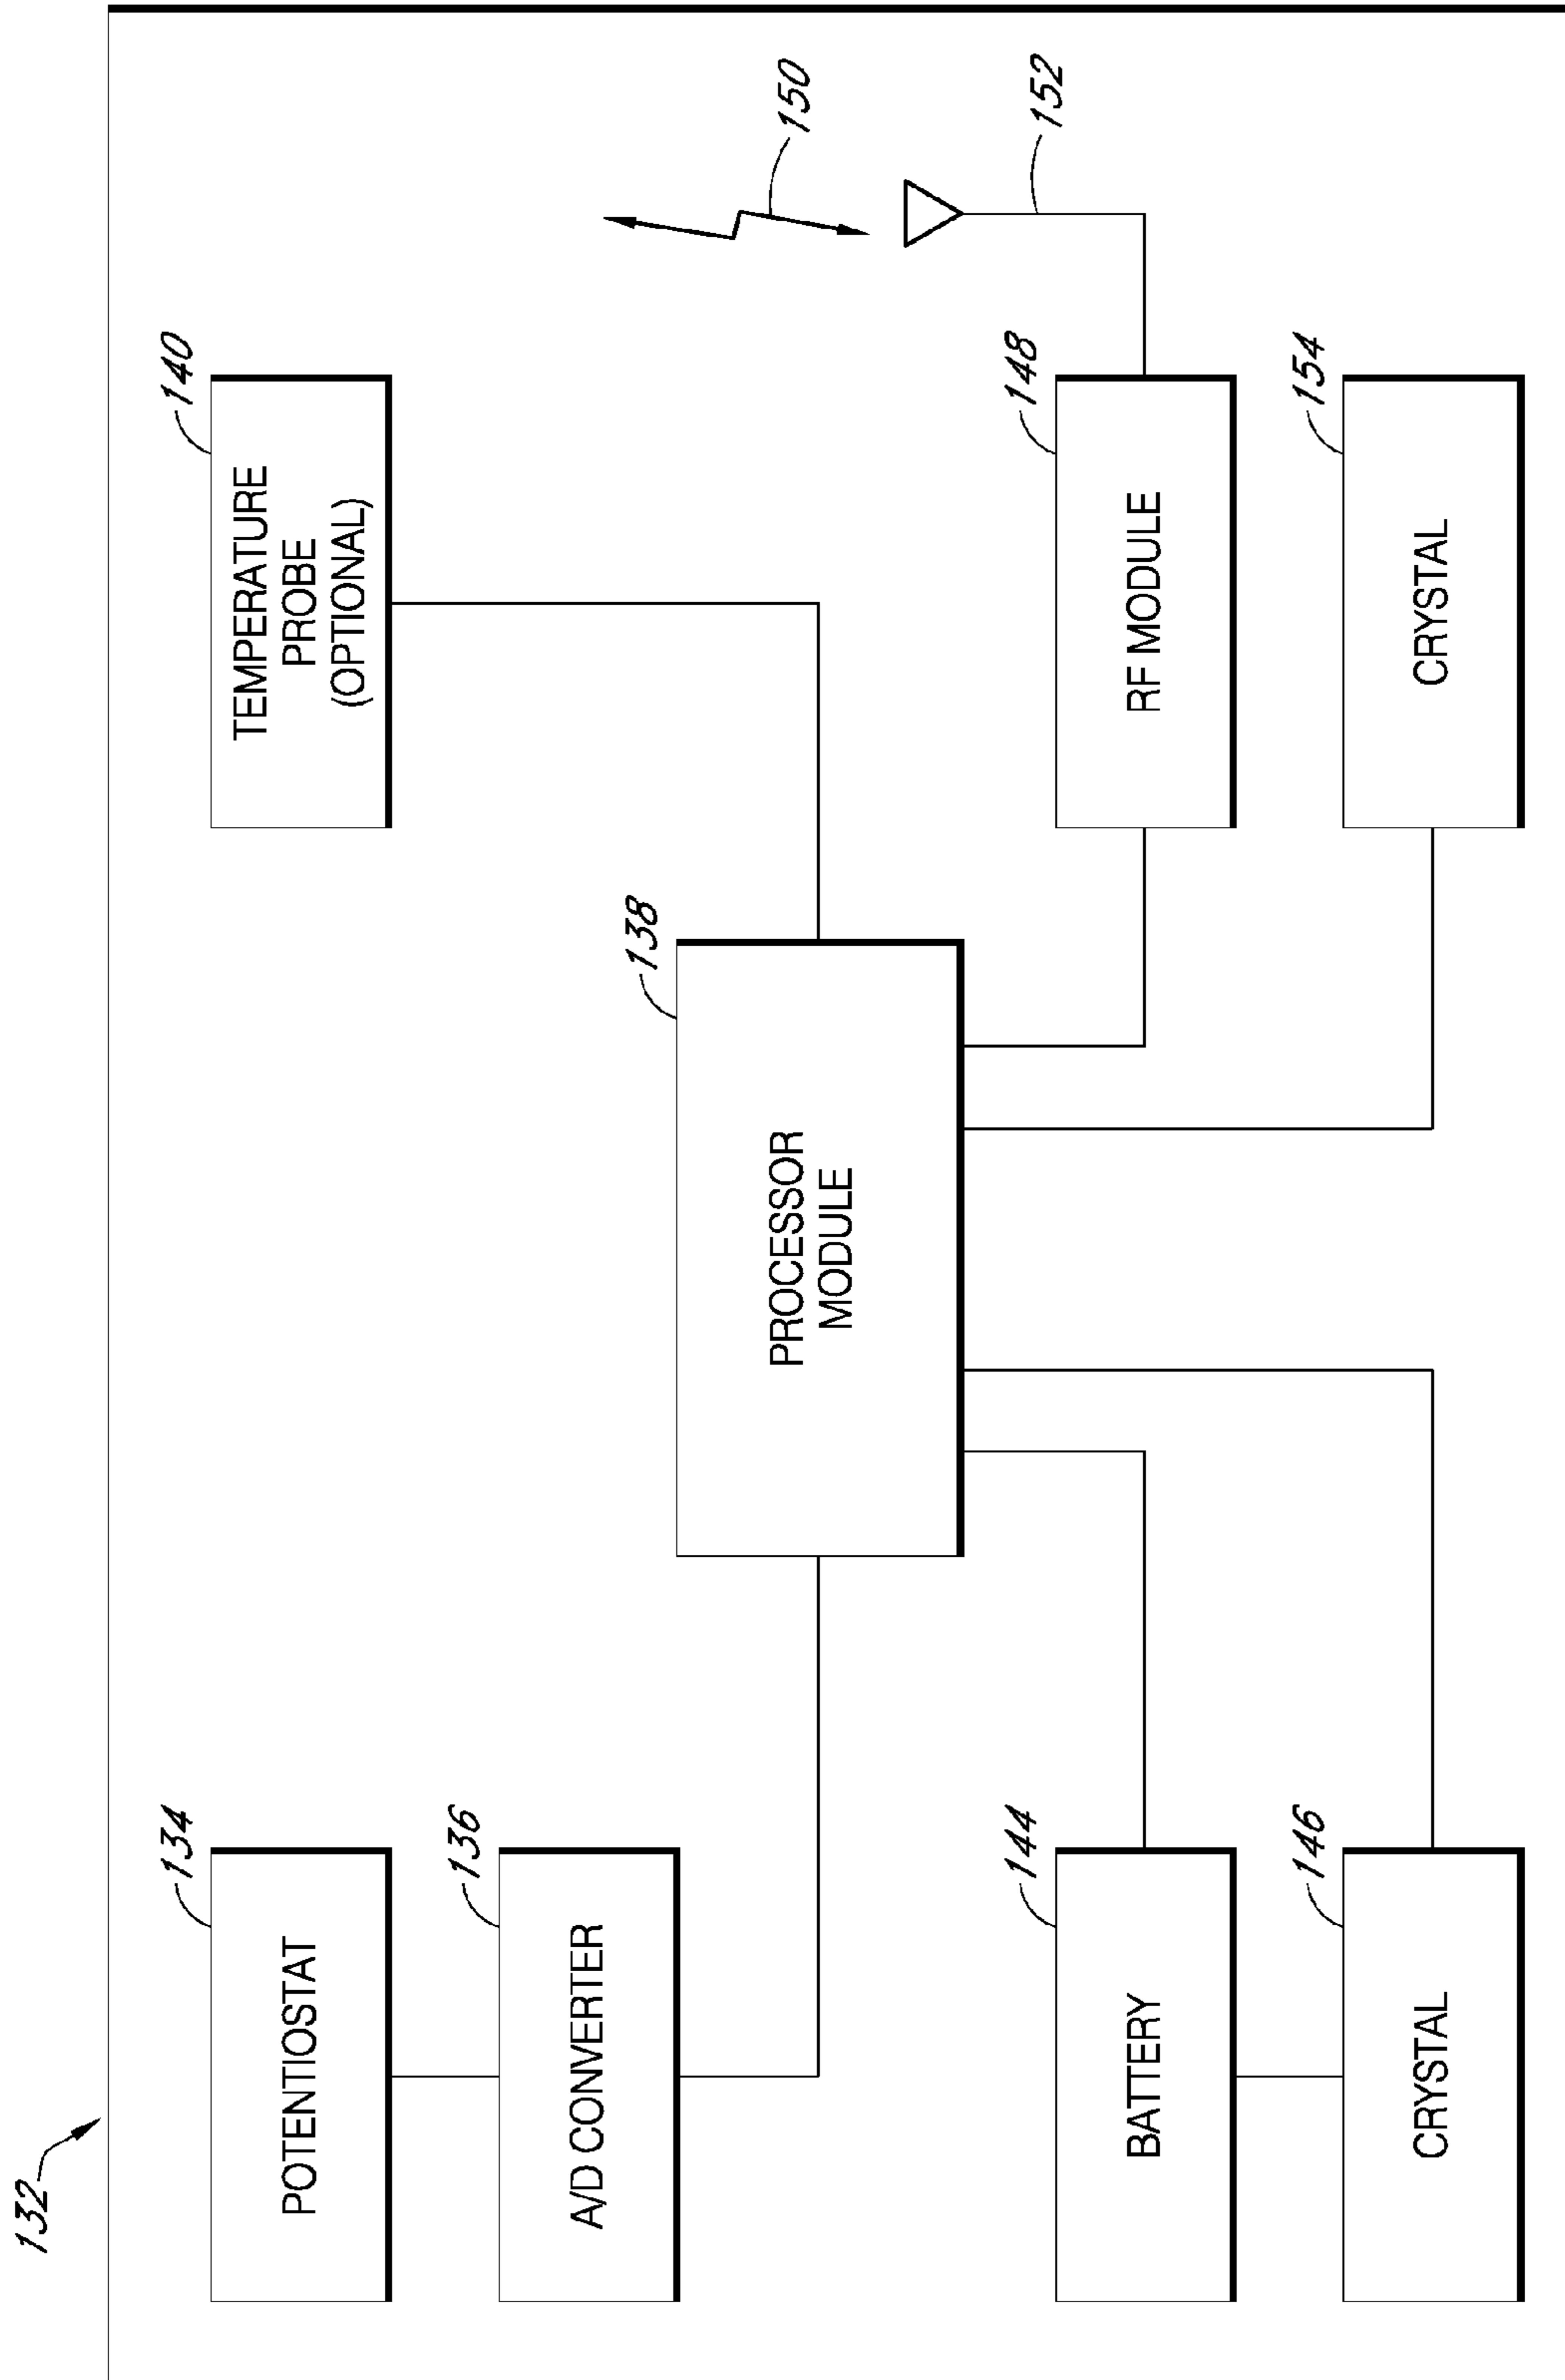 132
134
POTENTIOSTAT
136
A/D CONVERTER
140
TEMPERATURE
PROBE
(OPTIONAL)
138
PROCESSOR
MODULE
150
152
144
BATTERY
146
CRYSTAL
148
RF MODULE
154
CRYSTAL